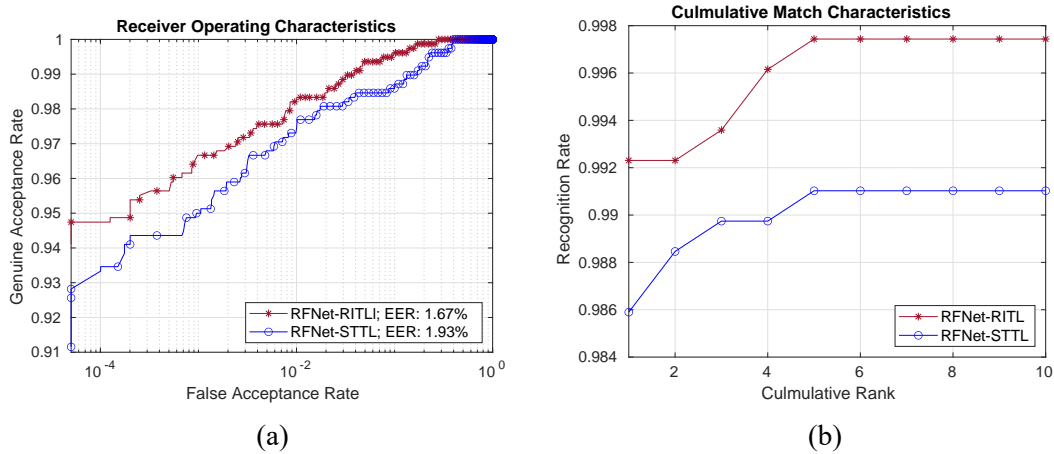 Receiver Operating Characteristics
1
0.99
0.98
0.97
0.96
0.95
0.94
0.93
0.92
0.91
Genuine Acceptance Rate
RFNet-RITLI; EER: 1.67%
RFNet-STTL; EER: 1.93%
10^-4
10^-2
10^0
False Acceptance Rate
(a)
Culmulative Match Characteristics
0.998
0.996
0.994
0.992
0.99
0.988
0.986
0.984
Recognition Rate
RFNet-RITL
RFNet-STTL
2 4 6 8 10
Culmulative Rank
(b)